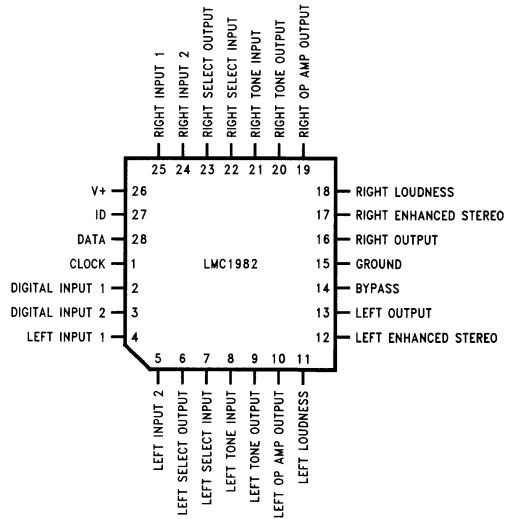 RIGHT INPUT 1
RIGHT INPUT 2
RIGHT SELECT OUTPUT
RIGHT SELECT INPUT
RIGHT TONE INPUT
RIGHT TONE OUTPUT
RIGHT OP AMP OUTPUT
25 24 23 22 21 20 19
V+ 26
ID 27
DATA 28
CLOCK 1
DIGITAL INPUT 1 2
DIGITAL INPUT 2 3
LEFT INPUT 1 4
LMC1982
18 RIGHT LOUDNESS
17 RIGHT ENHANCED STEREO
16 RIGHT OUTPUT
15 GROUND
14 BYPASS
13 LEFT OUTPUT
12 LEFT ENHANCED STEREO
5 6 7 8 9 10 11
LEFT INPUT 2
LEFT SELECT OUTPUT
LEFT SELECT INPUT
LEFT TONE INPUT
LEFT TONE OUTPUT
LEFT OP AMP OUTPUT
LEFT LOUDNESS